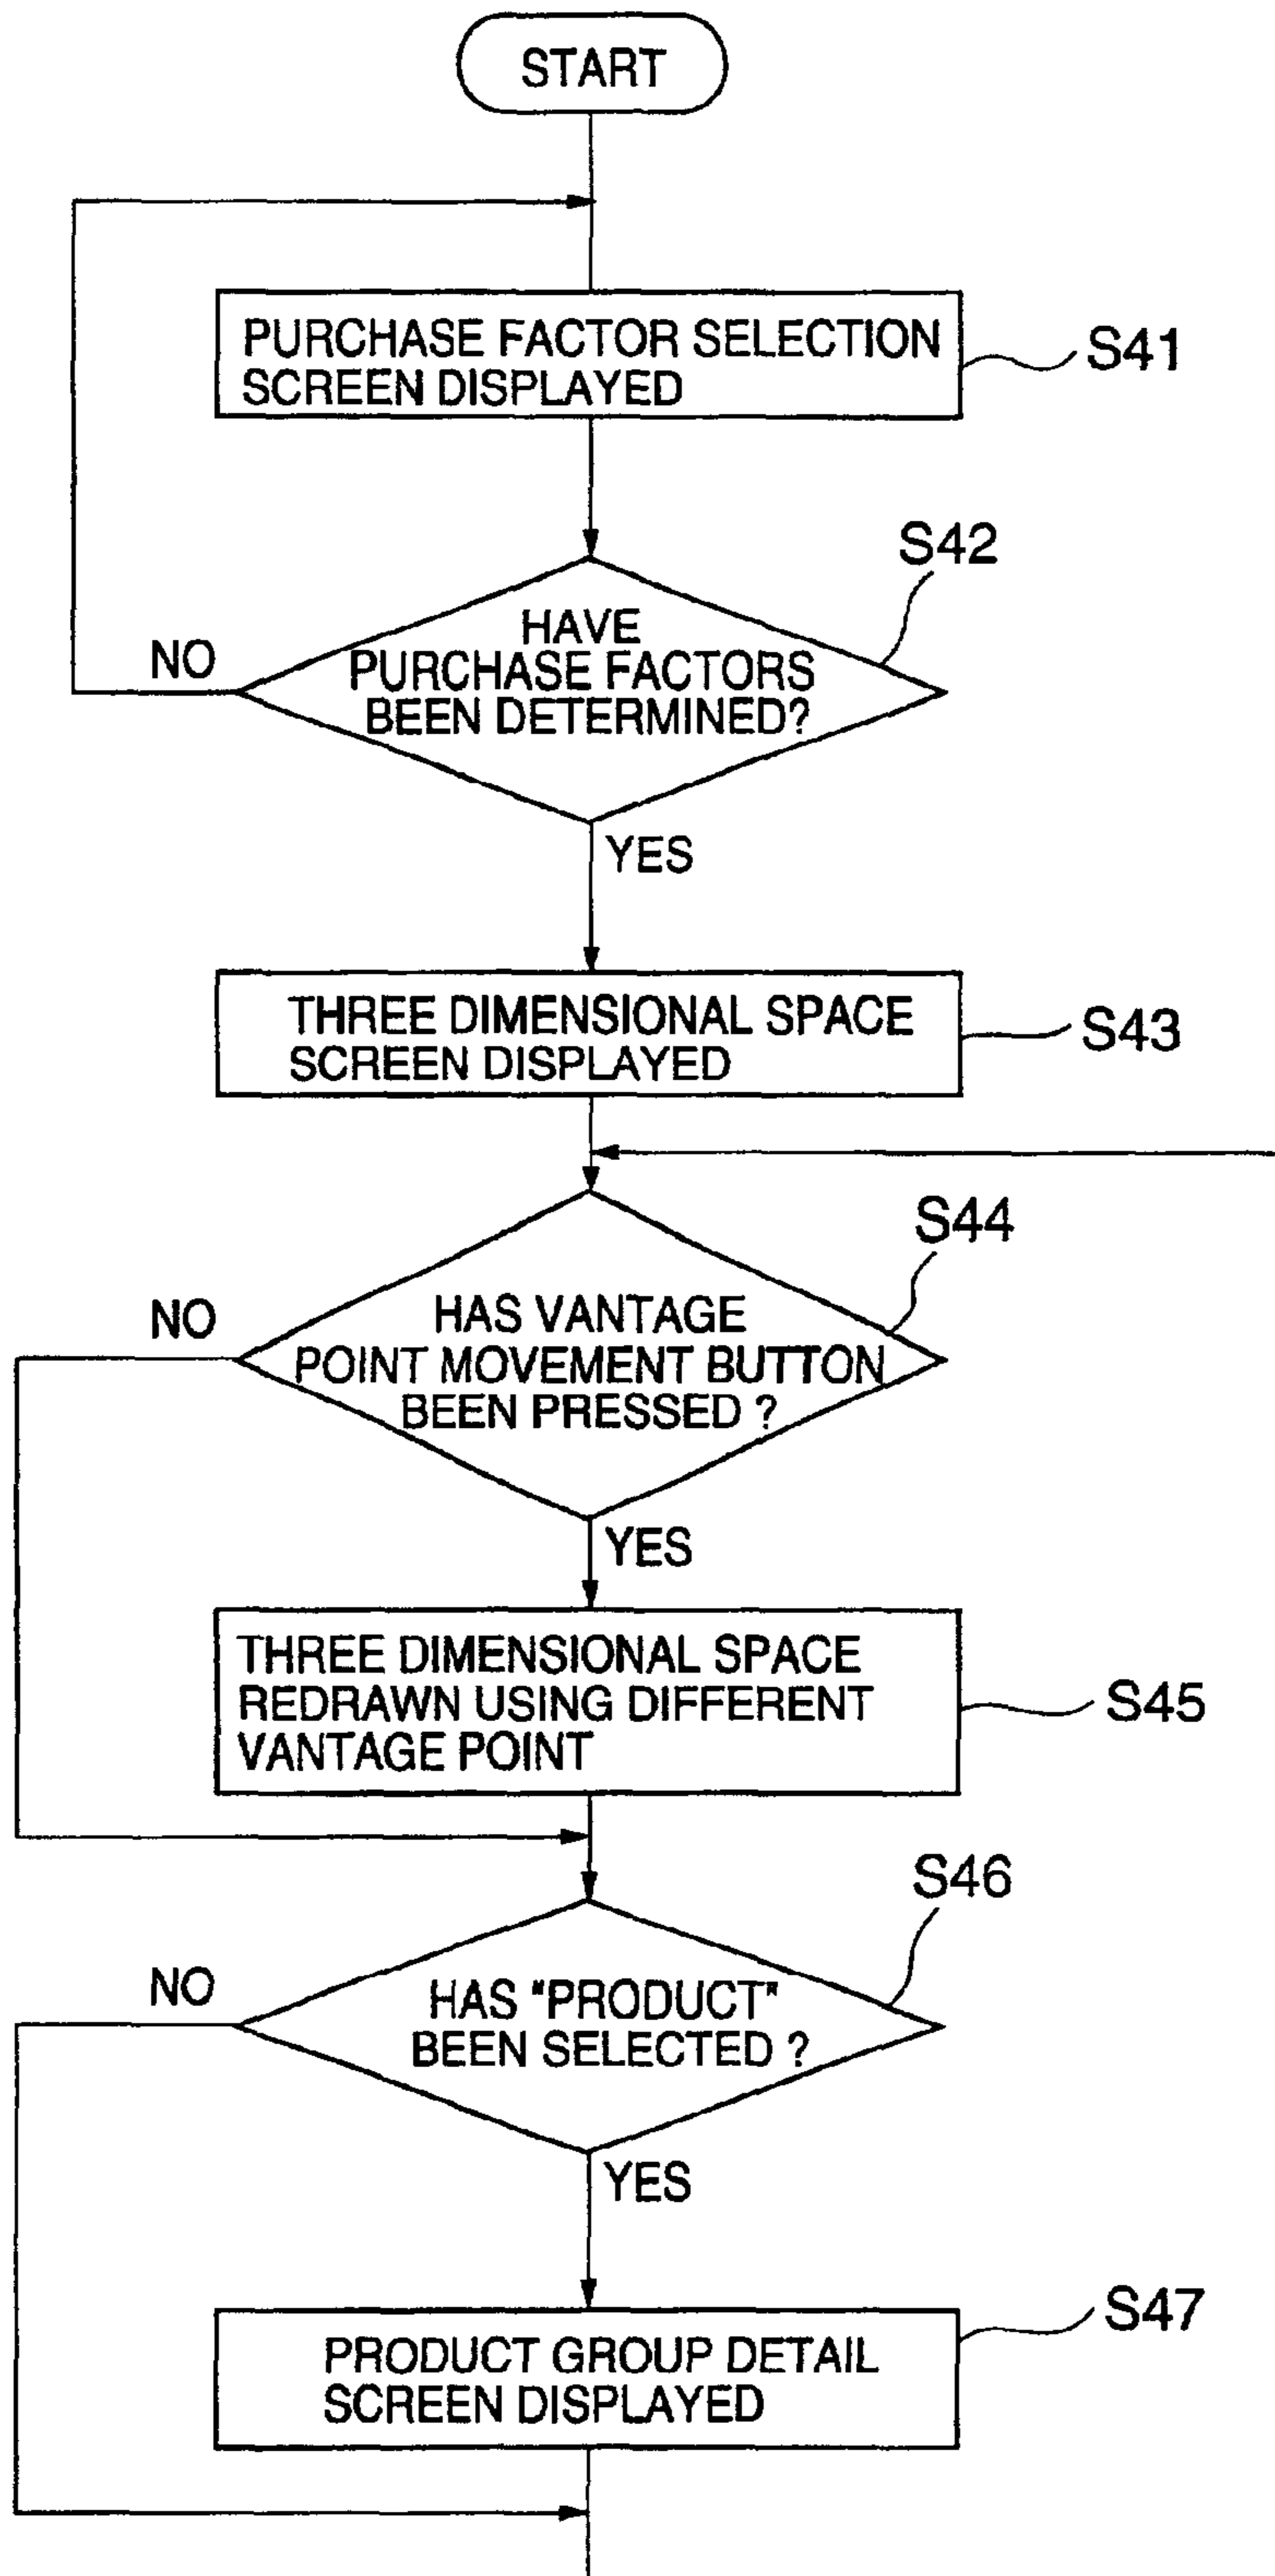 START
PURCHASE FACTOR SELECTION
SCREEN DISPLAYED
S41
S42
HAVE
PURCHASE FACTORS
BEEN DETERMINED?
NO
YES
THREE DIMENSIONAL SPACE
SCREEN DISPLAYED
S43
S44
NO
HAS VANTAGE
POINT MOVEMENT BUTTON
BEEN PRESSED ?
YES
THREE DIMENSIONAL SPACE
REDRAWN USING DIFFERENT
VANTAGE POINT
S45
S46
NO
HAS "PRODUCT"
BEEN SELECTED ?
YES
S47
PRODUCT GROUP DETAIL
SCREEN DISPLAYED